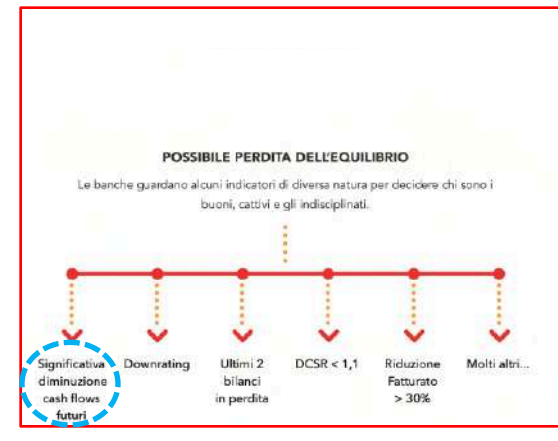 POSSIBILE PERDITA DELL'EQUILIBRIO
Le banche guardano alcuni indicatori di diversa natura per decidere chi sono i
buoni, cattivi e gli indisciplinati.
Significativa
diminuzione
cash flows
futuri
Downrating
Ultimi 2
bilanci
in perdita
DCSR < 1,1
Riduzione
Fatturato
> 30%
Molti altri...